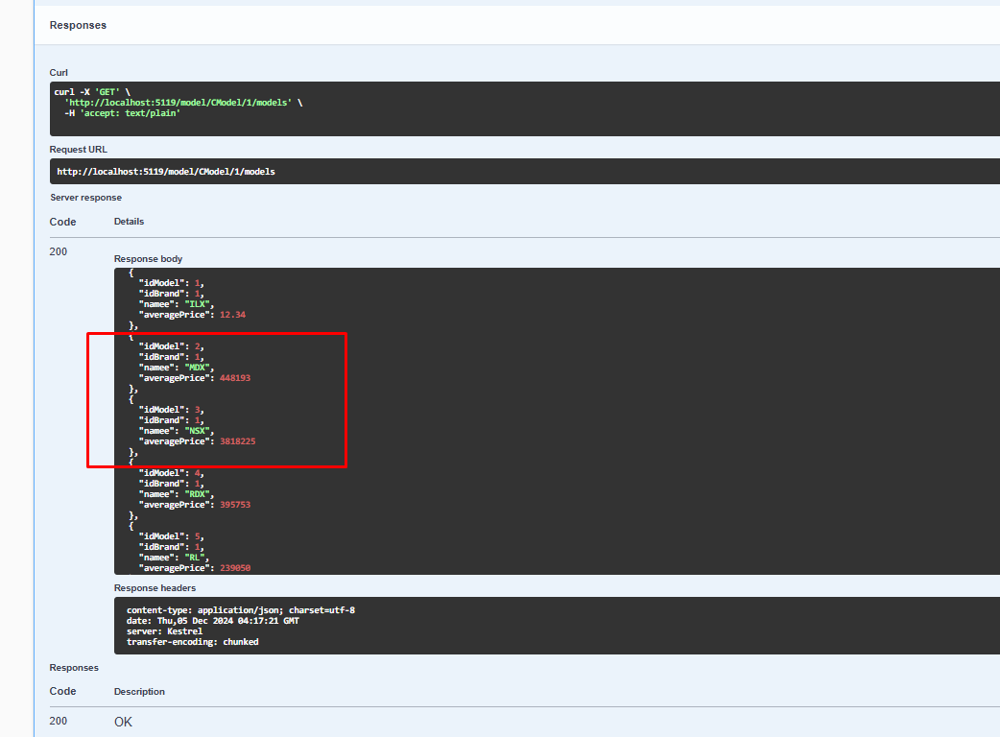 Responses
Curl
curl -X 'GET' \
'http://localhost:5119/model/CModel/1/models' \
-H 'accept: text/plain'
Request URL
http://localhost:5119/model/CModel/1/models
Server response
Code Details
200
Response body
{
"idModel": 1,
"idBrand": 1,
"namee": "ILX",
"averagePrice": 12.34
},
{
"idModel": 2,
"idBrand": 1,
"namee": "MDX",
"averagePrice": 448193
},
{
"idModel": 3,
"idBrand": 1,
"namee": "NSX",
"averagePrice": 3818225
},
{
"idModel": 4,
"idBrand": 1,
"namee": "RDX",
"averagePrice": 395753
},
{
"idModel": 5,
"idBrand": 1,
"namee": "RL",
"averagePrice": 239050
Response headers
content-type: application/json; charset=utf-8
date: Thu,05 Dec 2024 04:17:21 GMT
server: Kestrel
transfer-encoding: chunked
Responses
Code Description
200 OK